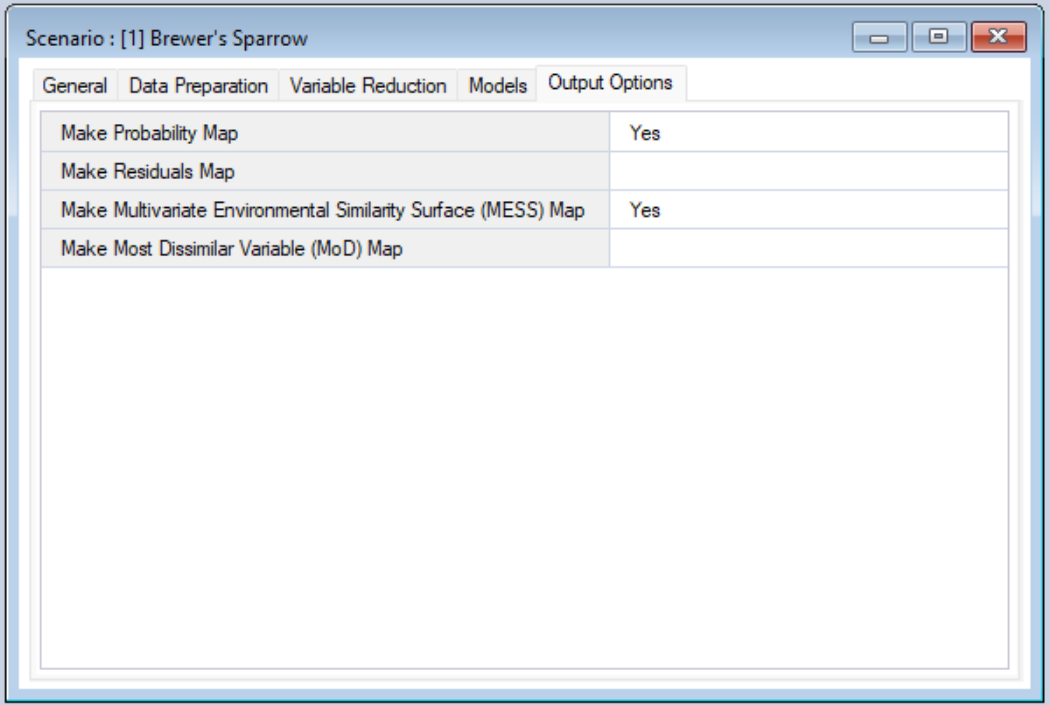 Scenario : [1] Brewer's Sparrow
General Data Preparation Variable Reduction Models Output Options
Make Probability Map Yes
Make Residuals Map
Make Multivariate Environmental Similarity Surface (MESS) Map Yes
Make Most Dissimilar Variable (MoD) Map